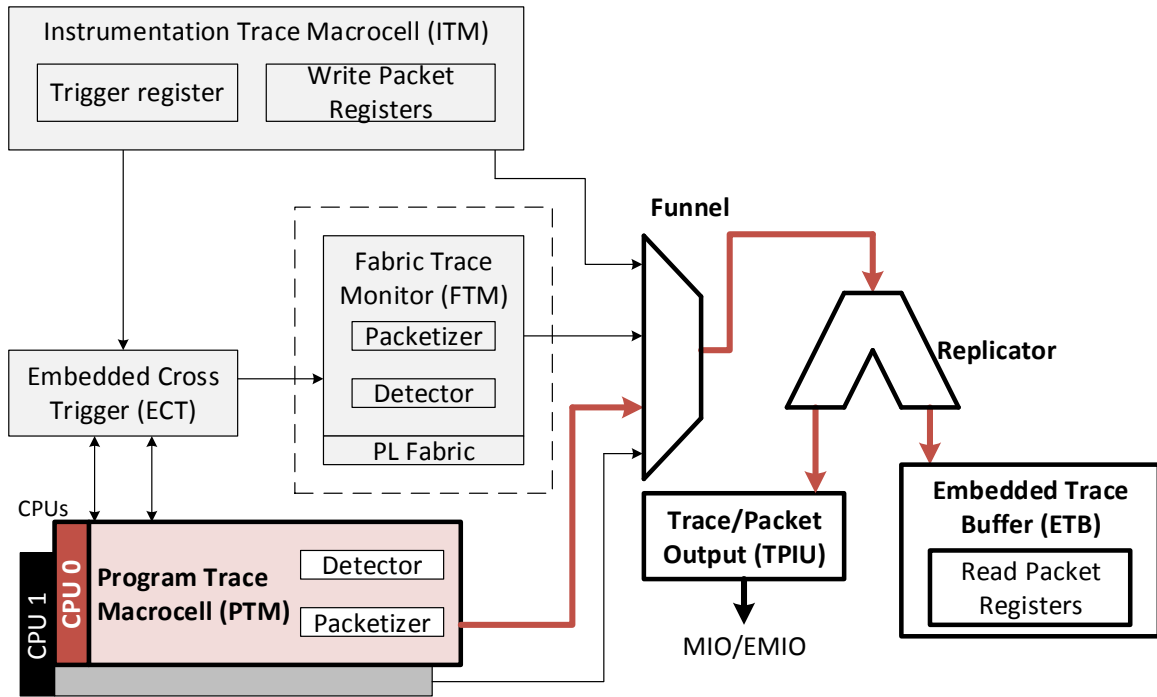 Instrumentation Trace Macrocell (ITM)
Trigger register
Write Packet
Registers
Funnel
Fabric Trace
Monitor (FTM)
Packetizer
Detector
PL Fabric
Embedded Cross
Trigger (ECT)
Replicator
CPUs
CPU 1
CPU 0
Program Trace
Macrocell (PTM)
Detector
Packetizer
Trace/Packet
Output (TPIU)
MIO/EMIO
Embedded Trace
Buffer (ETB)
Read Packet
Registers